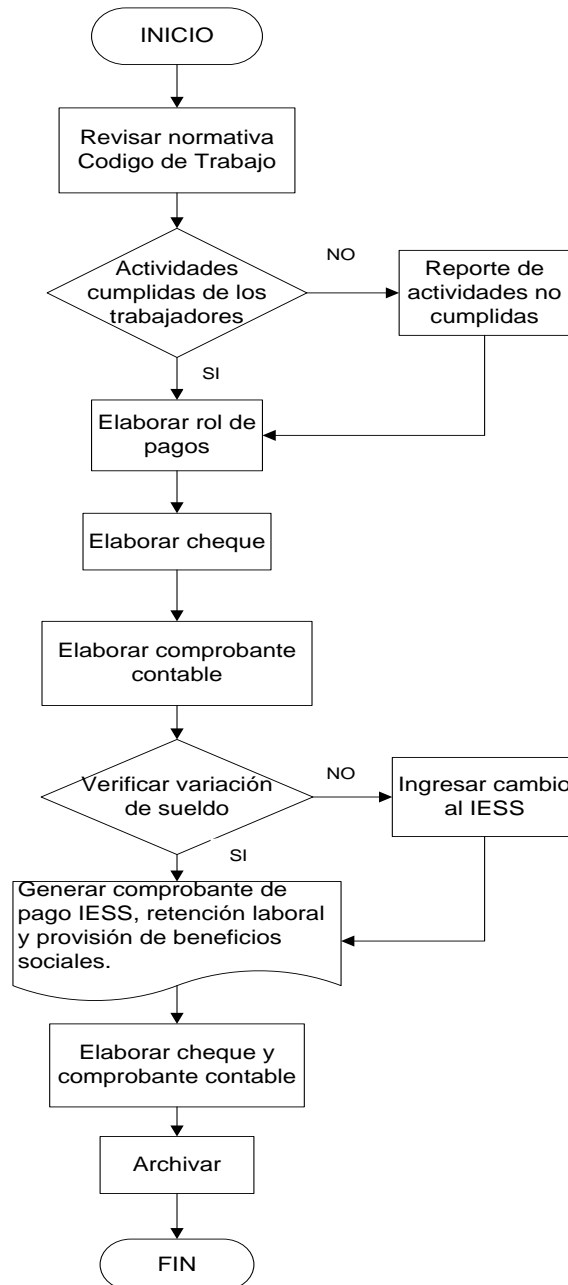 INICIO
Revisar normativa
Codigo de Trabajo
Actividades
cumplidas de los
trabajadores
NO
Reporte de
actividades no
cumplidas
SI
Elaborar rol de
pagos
Elaborar cheque
Elaborar comprobante
contable
Verificar variación
de sueldo
NO
Ingresar cambio
al IESS
SI
Generar comprobante de
pago IESS, retención laboral
y provisión de beneficios
sociales.
Elaborar cheque y
comprobante contable
Archivar
FIN